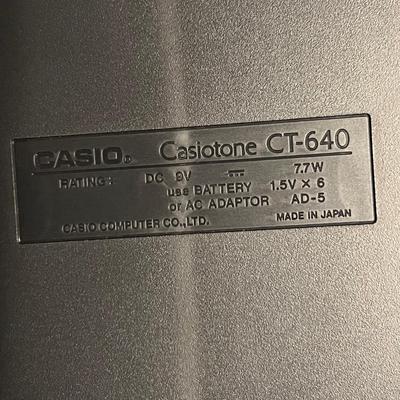 CASIO® Casiotone CT-640
RATING: DC 9V ⎓ 7.7W
use BATTERY 1.5V × 6
or AC ADAPTOR AD-5
CASIO COMPUTER CO., LTD. MADE IN JAPAN